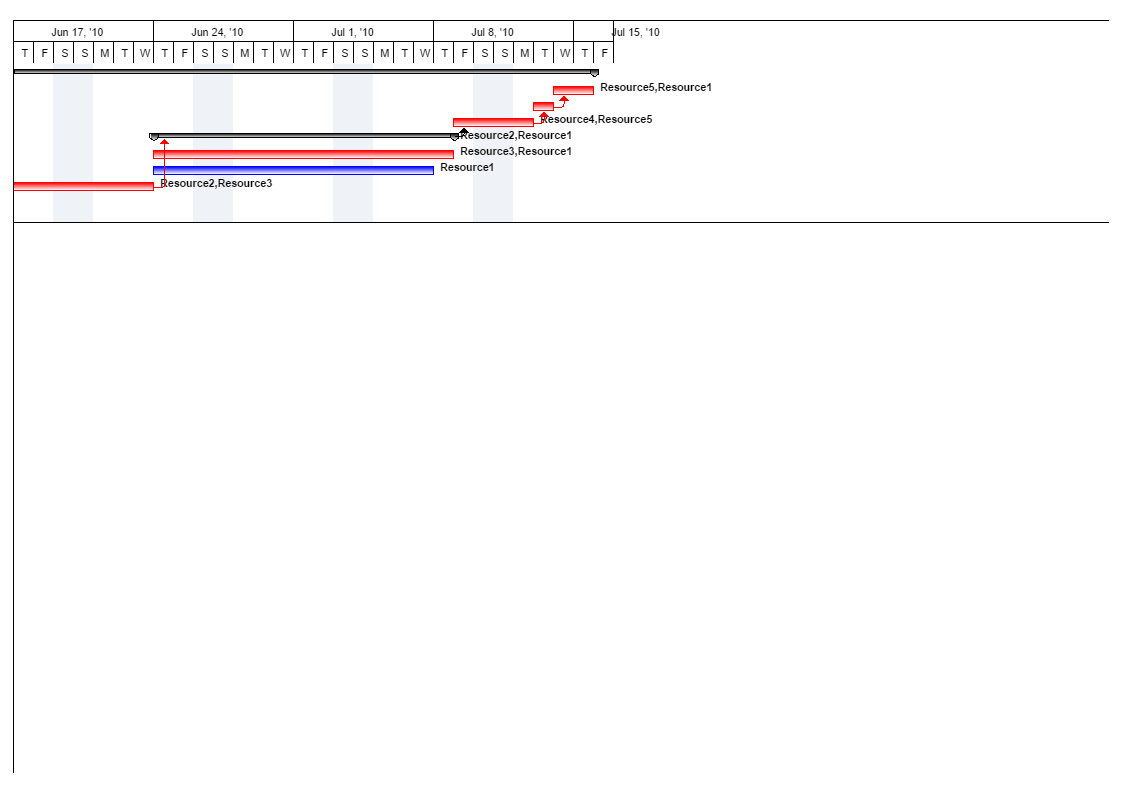 Jun 17, '10 Jun 24, '10 Jul 1, '10 Jul 8, '10 Jul 15, '10
T F S S M T W T F S S M T W T F S S M T W T F S S M T W T F
Resource5,Resource1
Resource4,Resource5
Resource2,Resource1
Resource3,Resource1
Resource1
Resource2,Resource3